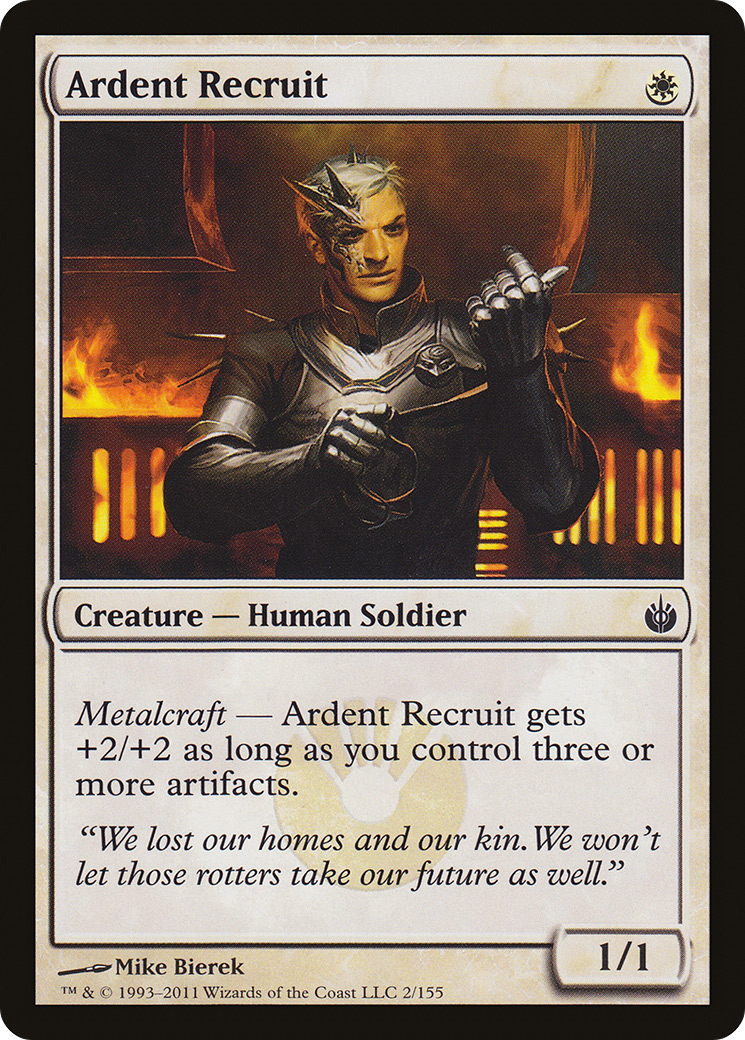 Ardent Recruit
Creature — Human Soldier
Metalcraft — Ardent Recruit gets
+2/+2 as long as you control three or
more artifacts.
“We lost our homes and our kin. We won’t
let those rotters take our future as well.”
1/1
Mike Bierek
™ & © 1993–2011 Wizards of the Coast LLC 2/155